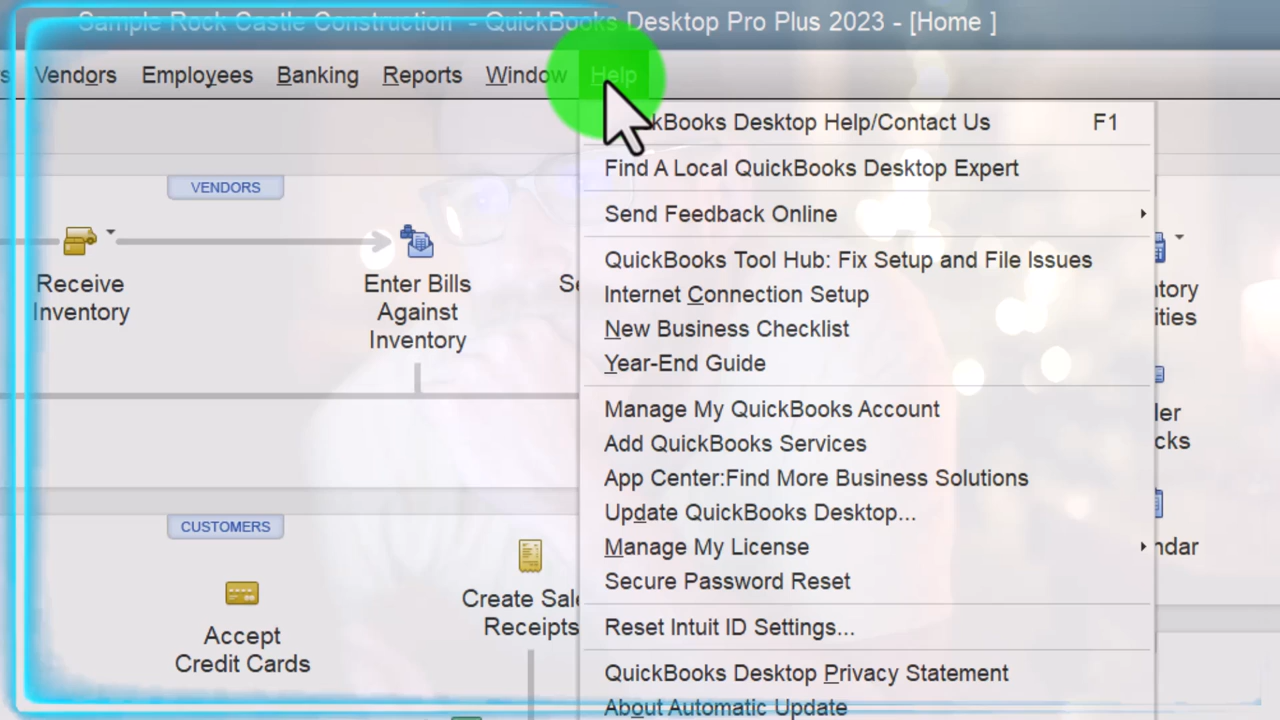 Sample Rock Castle Construction - QuickBooks Desktop Pro Plus 2023 - [Home ]
Vendors Employees Banking Reports Window Help
Desktop Help/Contact Us F1
Find A Local QuickBooks Desktop Expert
Send Feedback Online
QuickBooks Tool Hub: Fix Setup and File Issues
Internet Connection Setup
New Business Checklist
Year-End Guide
Manage My QuickBooks Account
Add QuickBooks Services
App Center:Find More Business Solutions
Update QuickBooks Desktop...
Manage My License
Secure Password Reset
Reset Intuit ID Settings...
QuickBooks Desktop Privacy Statement
About Automatic Update
VENDORS
Receive
Inventory
Enter Bills
Against
Inventory
CUSTOMERS
Accept
Credit Cards
Create
Receipts